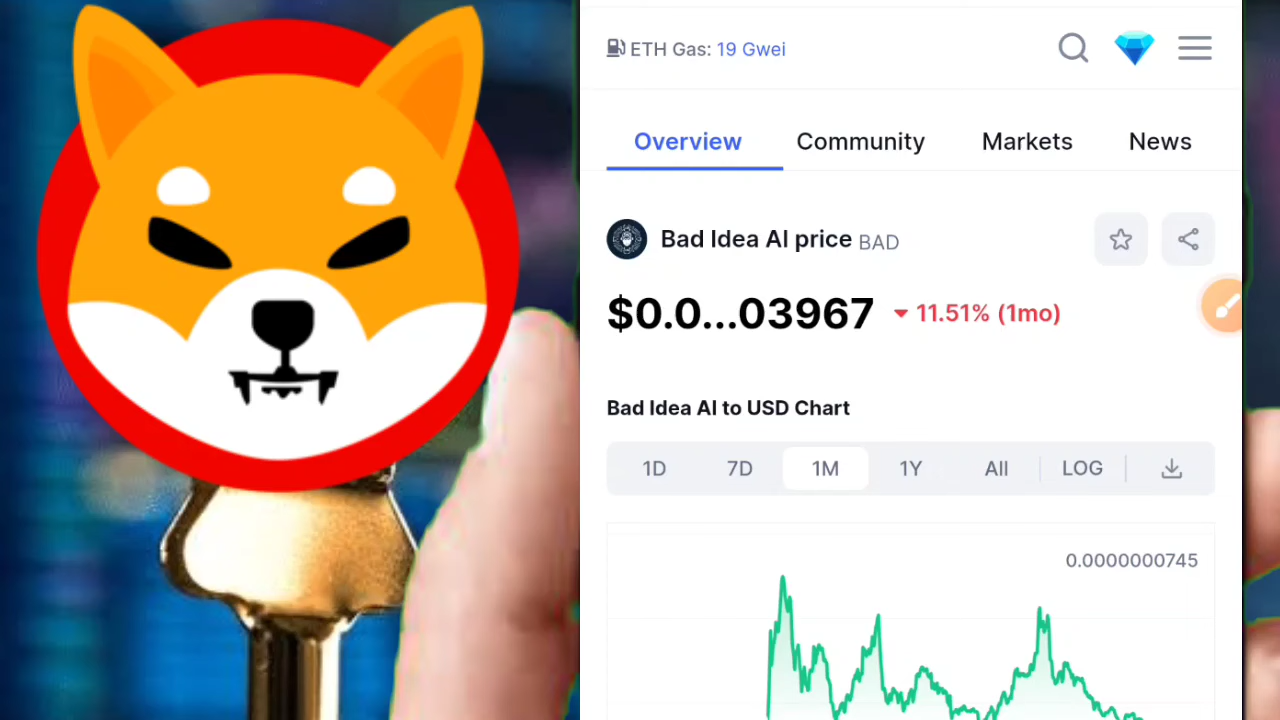 ETH Gas: 19 Gwei
Overview Community Markets News
Bad Idea AI price BAD
$0.0...03967 11.51% (1mo)
Bad Idea AI to USD Chart
1D 7D 1M 1Y All LOG
0.0000000745